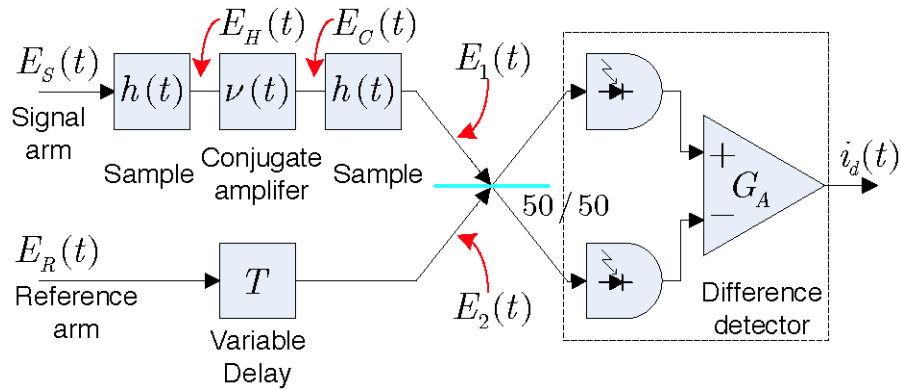 E_H(t) E_C(t)
E_S(t) h(t) ν(t) h(t) E_1(t)
Signal
arm
Sample
Conjugate
amplifer
Sample
50 / 50
+
−
G_A
i_d(t)
E_R(t)
Reference
arm
T
Variable
Delay
E_2(t)
Difference
detector